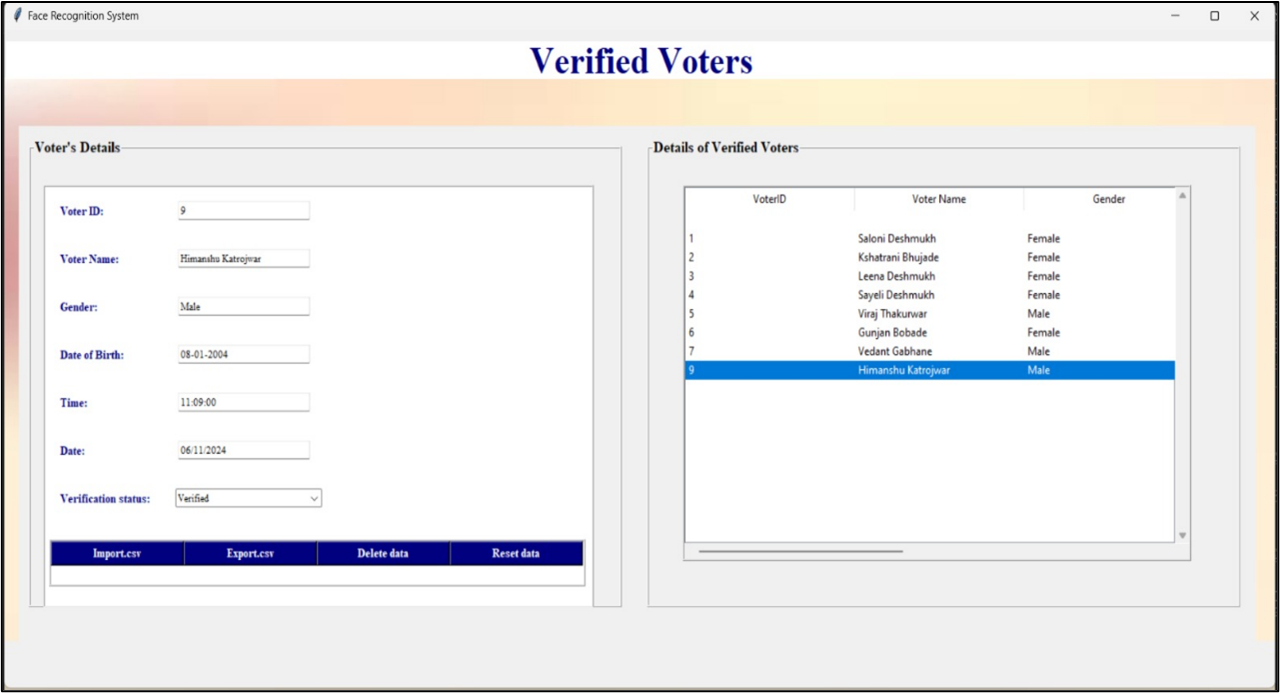 Face Recognition System
Verified Voters
Voter's Details
Voter ID: 9
Voter Name: Himanshu Katrojwar
Gender: Male
Date of Birth: 08-01-2004
Time: 11:09:00
Date: 06/11/2024
Verification status: Verified
Import.csv Export.csv Delete data Reset data
Details of Verified Voters
VoterID Voter Name Gender
1 Saloni Deshmukh Female
2 Kshatrani Bhujade Female
3 Leena Deshmukh Female
4 Sayeli Deshmukh Female
5 Viraj Thakurwar Male
6 Gunjan Bobade Female
7 Vedant Gabhane Male
9 Himanshu Katrojwar Male